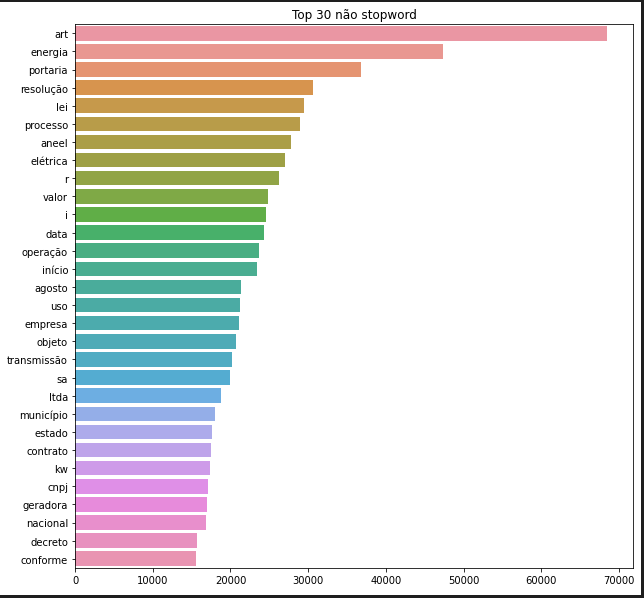 Top 30 não stopword
art
energia
portaria
resolução
lei
processo
aneel
elétrica
r
valor
i
data
operação
início
agosto
uso
empresa
objeto
transmissão
sa
ltda
município
estado
contrato
kw
cnpj
geradora
nacional
decreto
conforme
0 10000 20000 30000 40000 50000 60000 70000